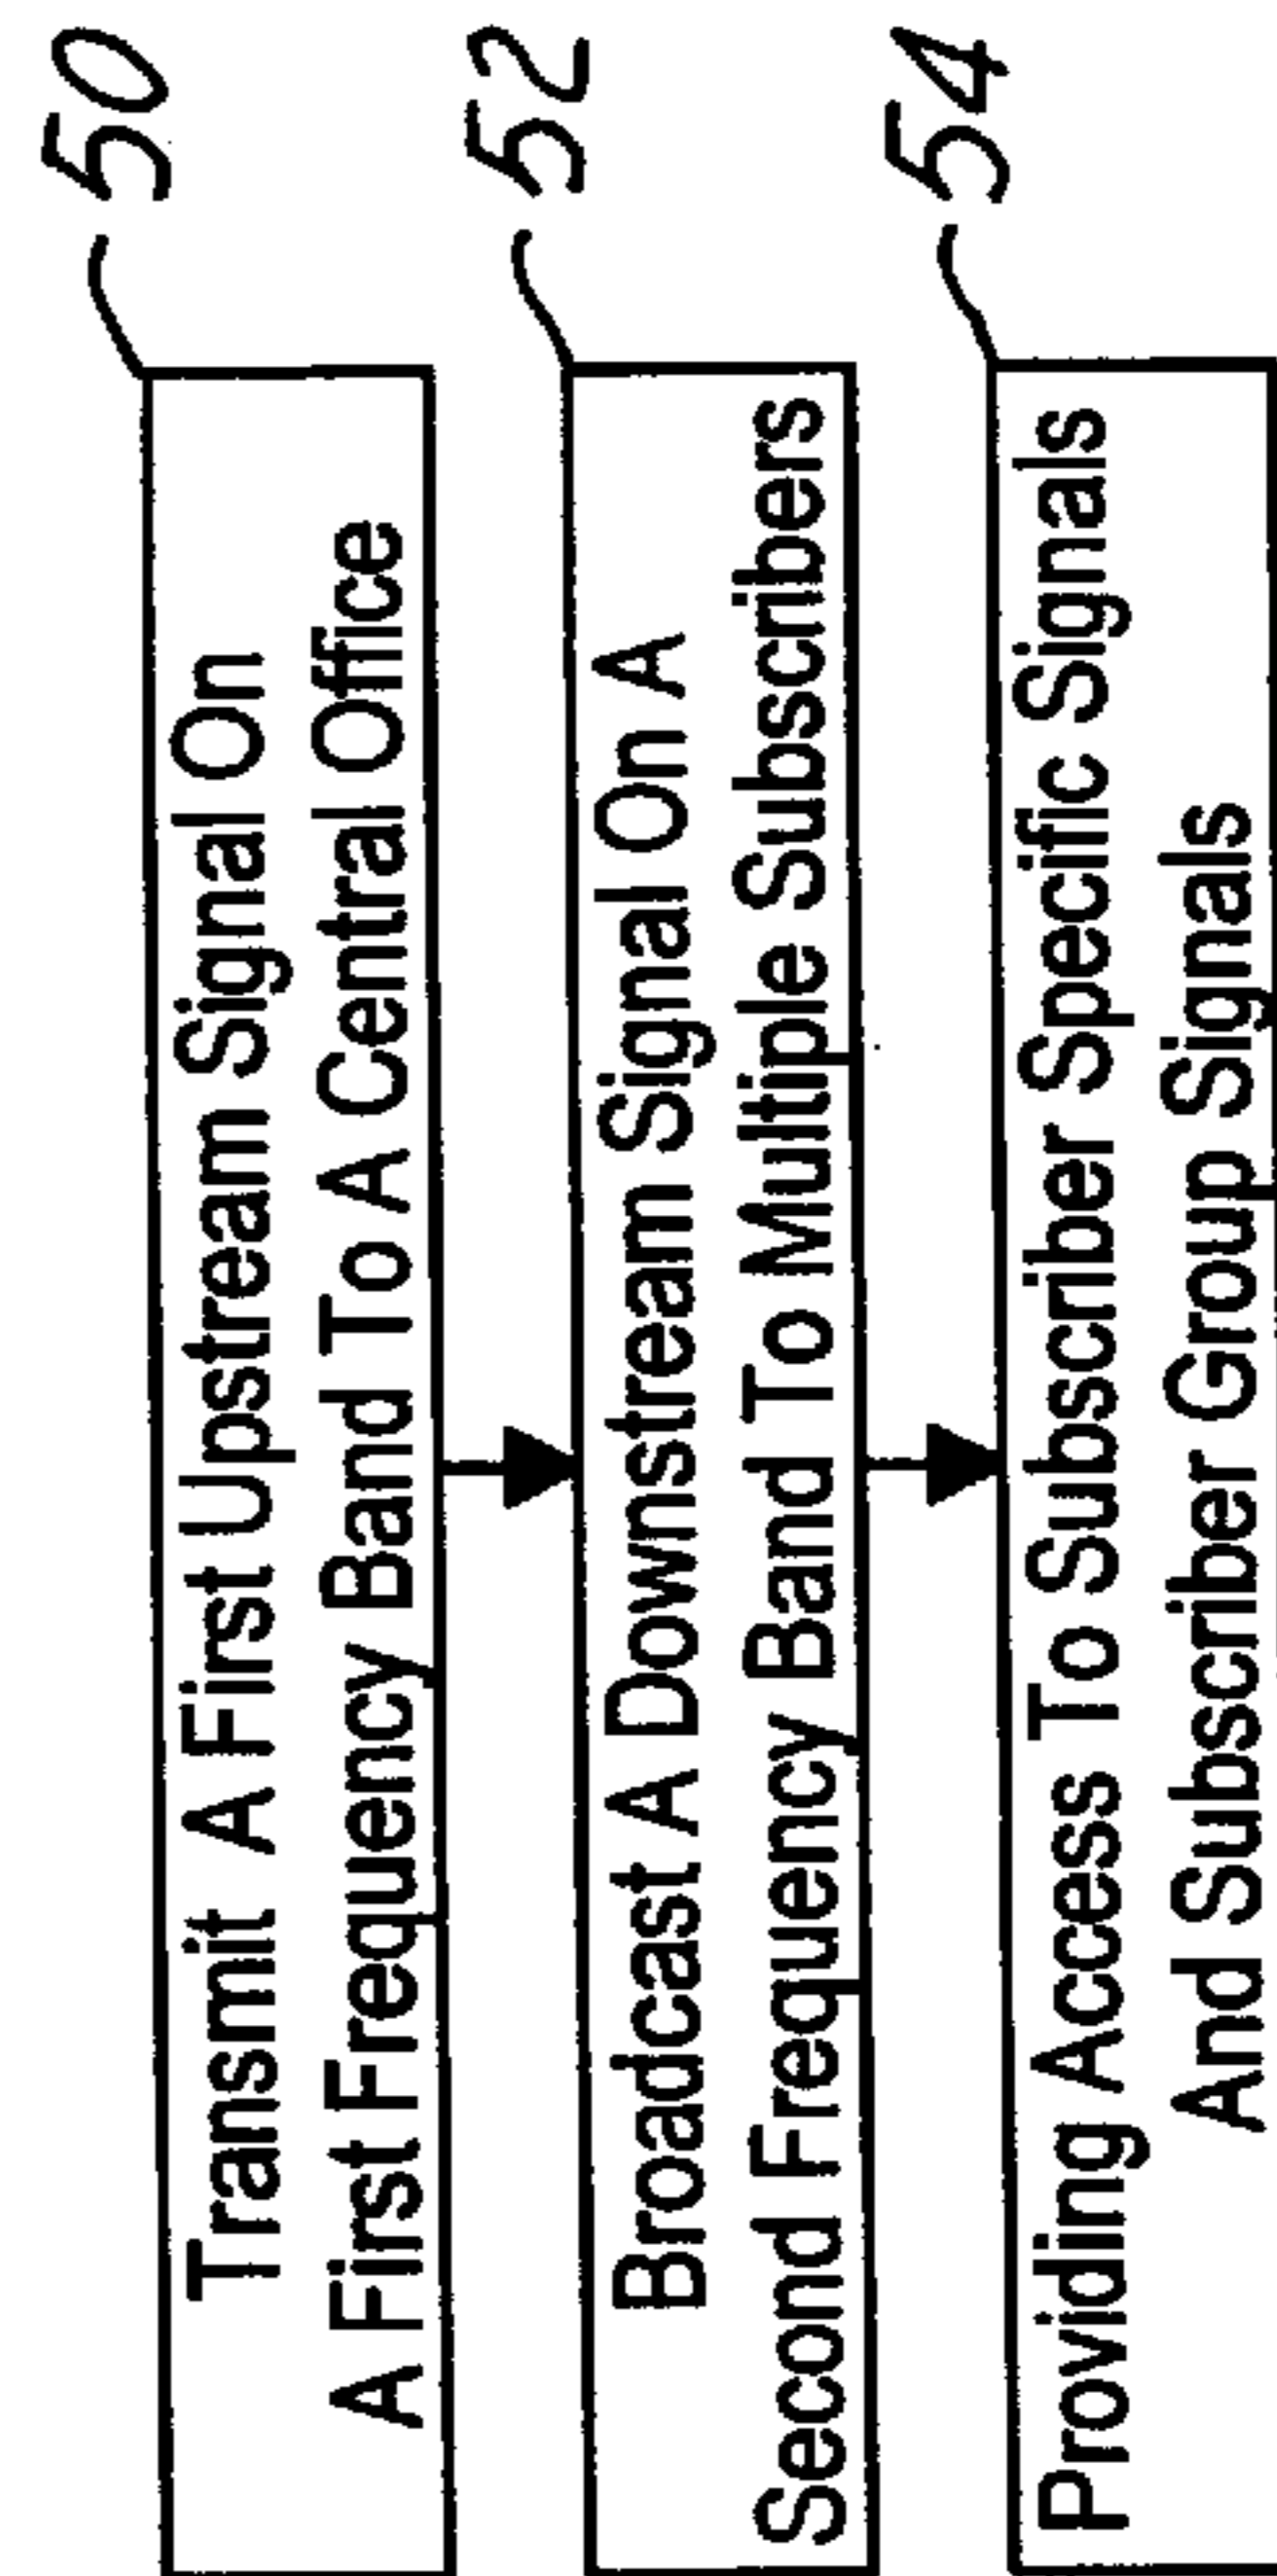 50
Transmit A First Upstream Signal On
A First Frequency Band To A Central Office
52
Broadcast A Downstream Signal On A
Second Frequency Band To Multiple Subscribers
54
Providing Access To Subscriber Specific Signals
And Subscriber Group Signals